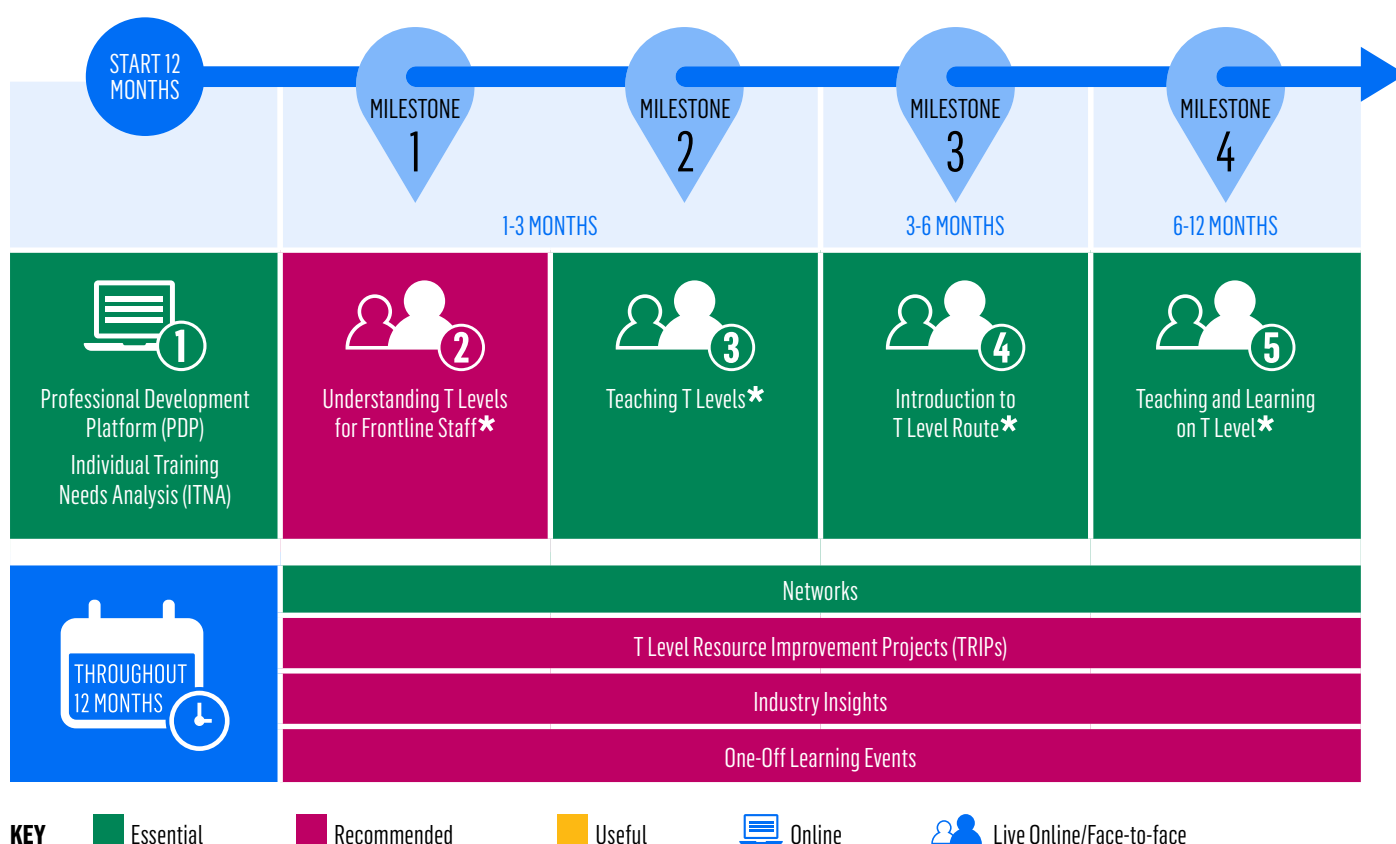 START 12
MONTHS
MILESTONE
1
MILESTONE
2
MILESTONE
3
MILESTONE
4
1-3 MONTHS
3-6 MONTHS
6-12 MONTHS
1
Professional Development
Platform (PDP)
Individual Training
Needs Analysis (ITNA)
2
Understanding T Levels
for Frontline Staff*
3
Teaching T Levels*
4
Introduction to
T Level Route*
5
Teaching and Learning
on T Level*
THROUGHOUT
12 MONTHS
Networks
T Level Resource Improvement Projects (TRIPs)
Industry Insights
One-Off Learning Events
KEY
Essential
Recommended
Useful
Online
Live Online/Face-to-face